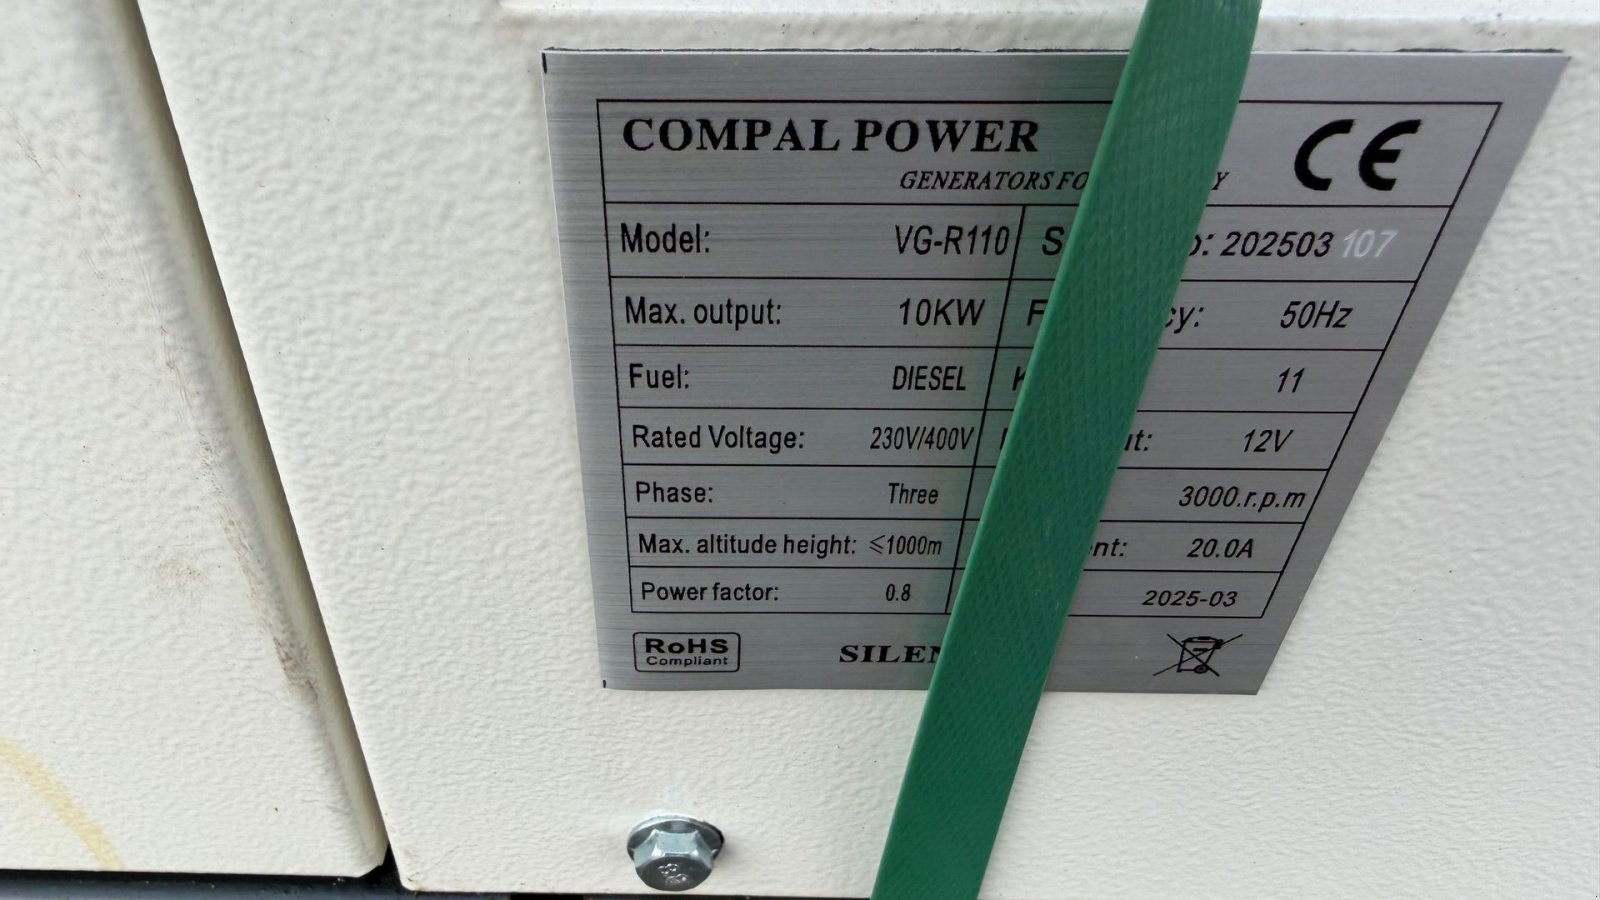 COMPAL POWER
GENERATORS
CE
Model: VG-R110 202503 107
Max. output: 10KW 50Hz
Fuel: DIESEL 11
Rated Voltage: 230V/400V 12V
Phase: Three 3000.r.p.m
Max. altitude height: ≤1000m 20.0A
Power factor: 0.8 2025-03
RoHS
Compliant